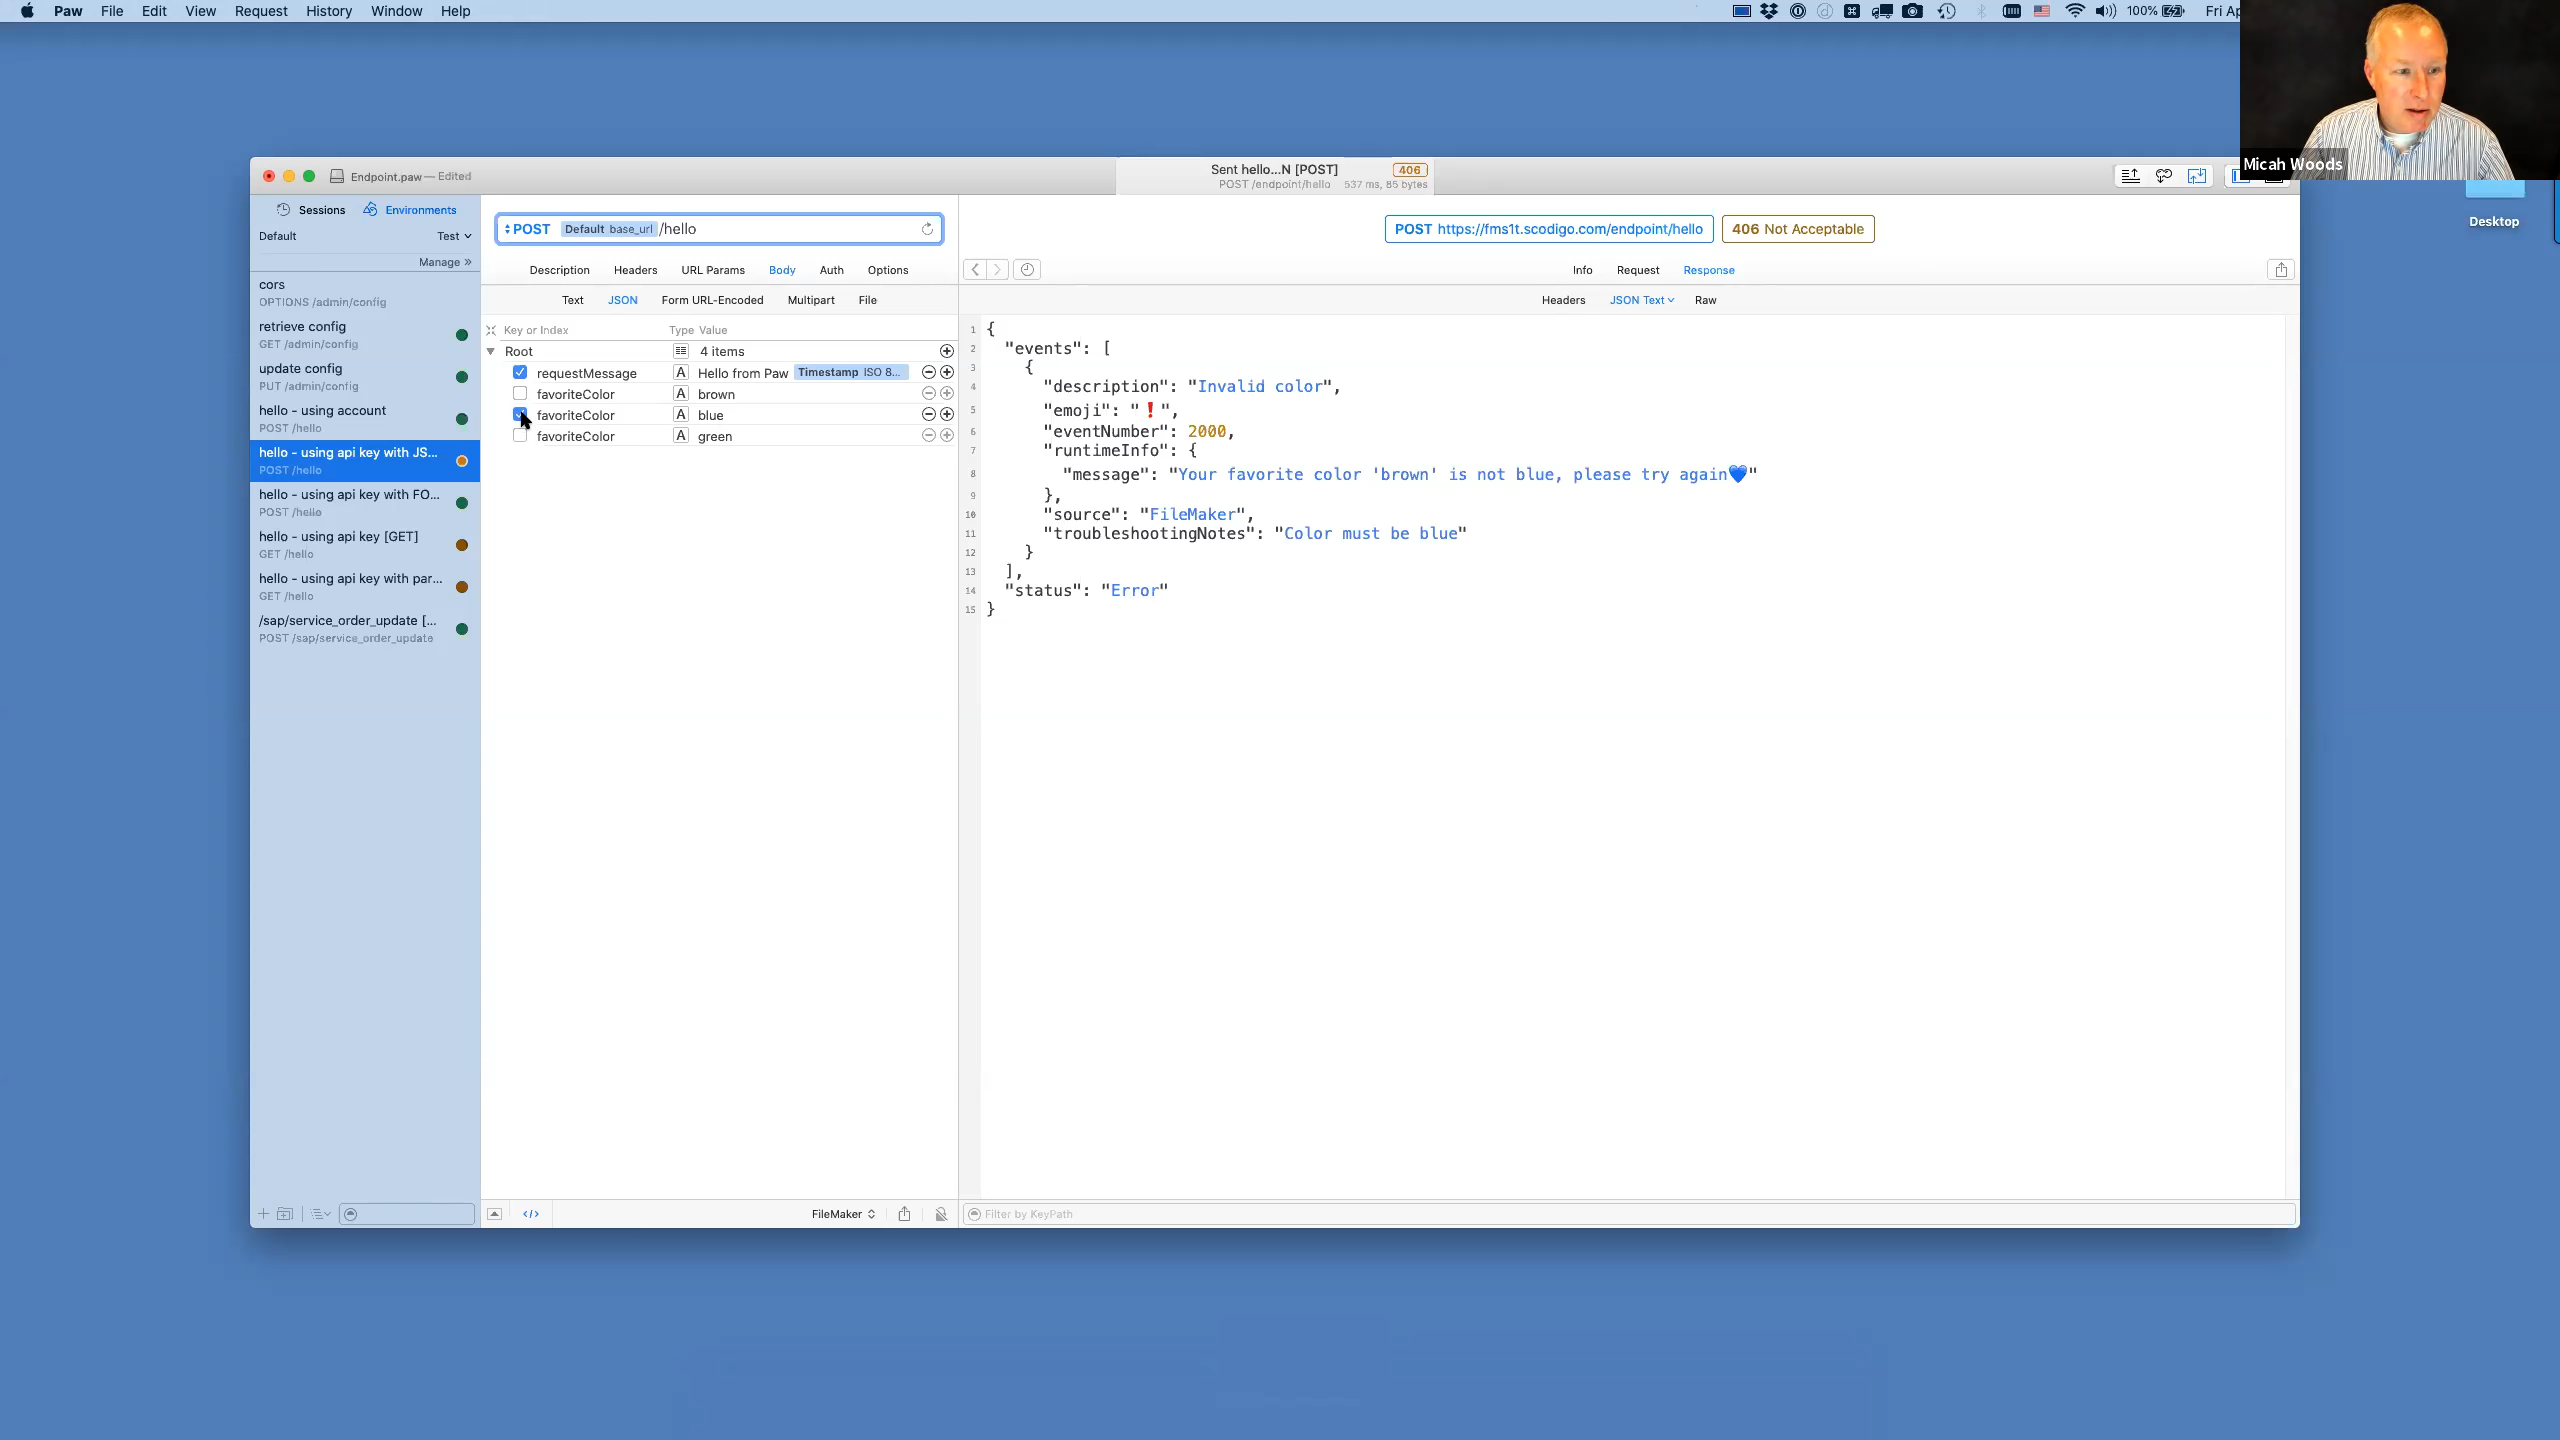 Paw File Edit View Request History Window Help
100%
Fri Ap
Micah Woods
Desktop
Endpoint.paw — Edited
Sent hello...N [POST] 406
POST /endpoint/hello 537 ms, 85 bytes
Sessions Environments
Default Test
Manage »
cors
OPTIONS /admin/config
retrieve config
GET /admin/config
update config
PUT /admin/config
hello - using account
POST /hello
hello - using api key with JS...
POST /hello
hello - using api key with FO...
POST /hello
hello - using api key [GET]
GET /hello
hello - using api key with par...
GET /hello
/sap/service_order_update [...
POST /sap/service_order_update
POST Default base_url /hello
Description Headers URL Params Body Auth Options
Text JSON Form URL-Encoded Multipart File
Key or Index Type Value
Root 4 items
requestMessage A Hello from Paw Timestamp ISO 8...
favoriteColor A brown
favoriteColor A blue
favoriteColor A green
</> FileMaker
POST https://fms1t.scodigo.com/endpoint/hello 406 Not Acceptable
Info Request Response
Headers JSON Text Raw
1 {
2 "events": [
3 {
4 "description": "Invalid color",
5 "emoji": "❗",
6 "eventNumber": 2000,
7 "runtimeInfo": {
8 "message": "Your favorite color 'brown' is not blue, please try again💙"
9 },
10 "source": "FileMaker",
11 "troubleshootingNotes": "Color must be blue"
12 }
13 ],
14 "status": "Error"
15 }
Filter by KeyPath